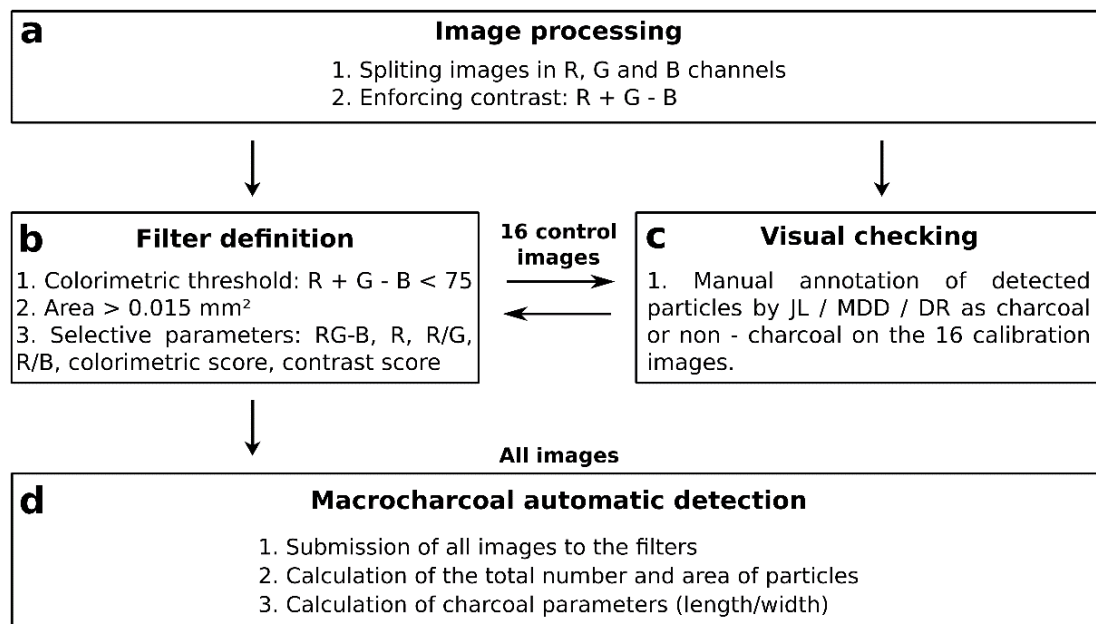 a
Image processing
1. Spliting images in R, G and B channels
2. Enforcing contrast: R + G - B
b
Filter definition
1. Colorimetric threshold: R + G - B < 75
2. Area > 0.015 mm²
3. Selective parameters: RG-B, R, R/G,
R/B, colorimetric score, contrast score
16 control
images
c
Visual checking
1. Manual annotation of detected
particles by JL / MDD / DR as charcoal
or non - charcoal on the 16 calibration
images.
All images
d
Macrocharcoal automatic detection
1. Submission of all images to the filters
2. Calculation of the total number and area of particles
3. Calculation of charcoal parameters (length/width)